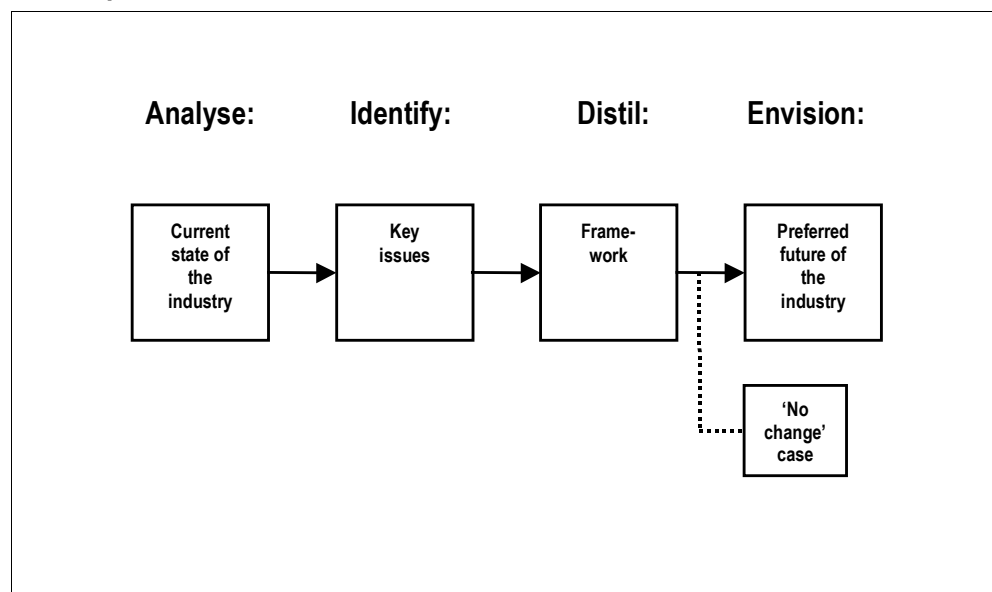 Analyse:
Identify:
Distil:
Envision:
Current
state of
the
industry
Key
issues
Frame-
work
Preferred
future of
the
industry
‘No
change’
case